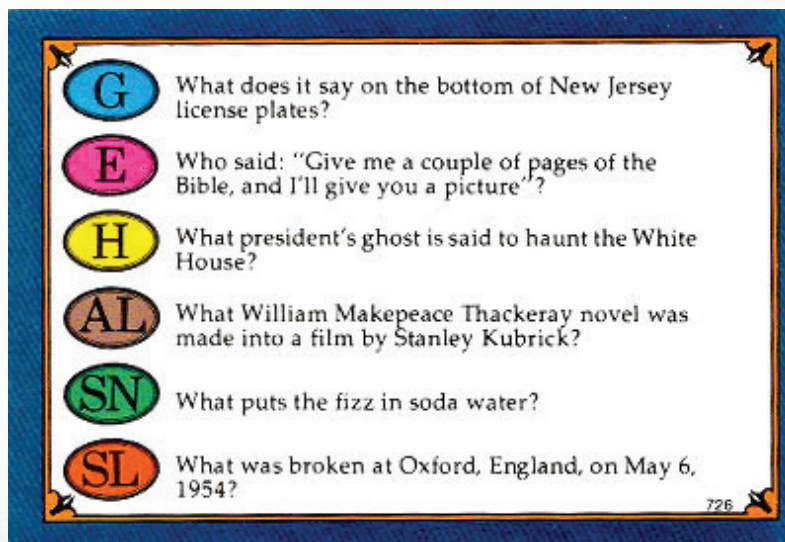 G What does it say on the bottom of New Jersey
license plates?
E Who said: "Give me a couple of pages of the
Bible, and I'll give you a picture"?
H What president's ghost is said to haunt the White
House?
AL What William Makepeace Thackeray novel was
made into a film by Stanley Kubrick?
SN What puts the fizz in soda water?
SL What was broken at Oxford, England, on May 6,
1954?
726